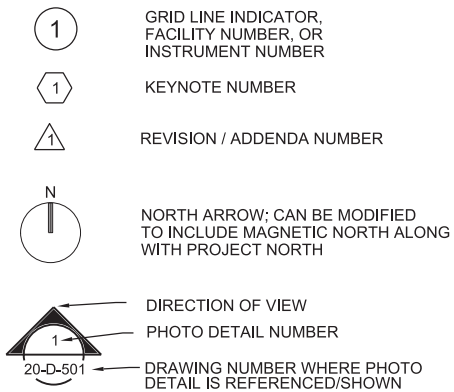 1
GRID LINE INDICATOR,
FACILITY NUMBER, OR
INSTRUMENT NUMBER
1
KEYNOTE NUMBER
1
REVISION / ADDENDA NUMBER
N
NORTH ARROW; CAN BE MODIFIED
TO INCLUDE MAGNETIC NORTH ALONG
WITH PROJECT NORTH
DIRECTION OF VIEW
1
PHOTO DETAIL NUMBER
20-D-501
DRAWING NUMBER WHERE PHOTO
DETAIL IS REFERENCED/SHOWN